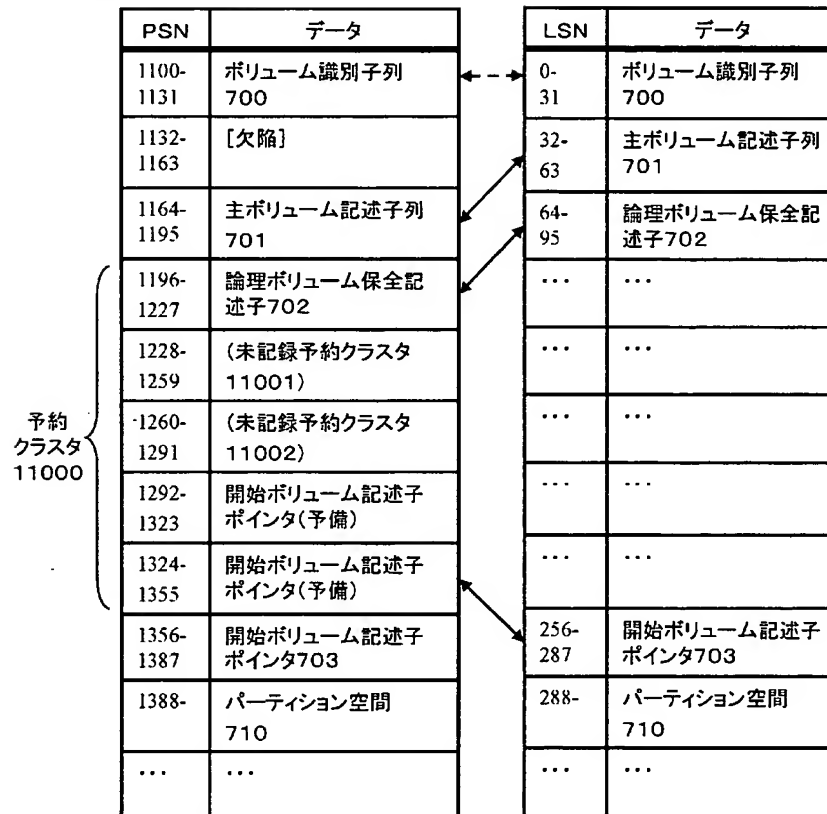 PSN データ
1100-
1131
ボリューム識別子列
700
1132-
1163
[欠陥]
1164-
1195
主ボリューム記述子列
701
1196-
1227
論理ボリューム保全記
述子702
1228-
1259
(未記録予約クラスタ
11001)
1260-
1291
(未記録予約クラスタ
11002)
1292-
1323
開始ボリューム記述子
ポインタ(予備)
1324-
1355
開始ボリューム記述子
ポインタ(予備)
1356-
1387
開始ボリューム記述子
ポインタ703
1388-
パーティション空間
710
... ...
予約
クラスタ
11000
LSN データ
0-
31
ボリューム識別子列
700
32-
63
主ボリューム記述子列
701
64-
95
論理ボリューム保全記
述子702
... ...
... ...
... ...
... ...
... ...
256-
287
開始ボリューム記述子
ポインタ703
288-
パーティション空間
710
... ...